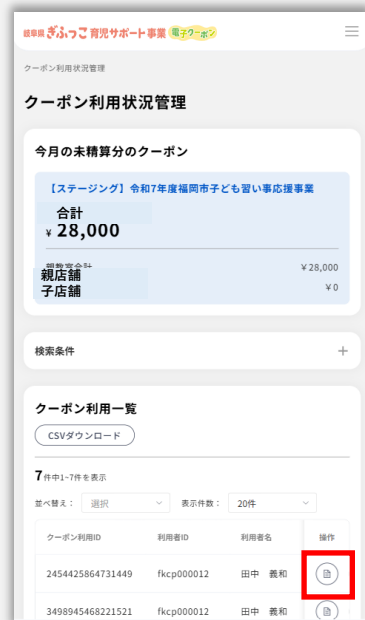 岐阜県 ぎふっこ 育児サポート事業 電子クーポン
クーポン利用状況管理
クーポン利用状況管理
今月の未精算分のクーポン
【ステージング】令和7年度福岡市子ども習い事応援事業
合計
¥ 28,000
親店舗 ¥28,000
子店舗 ¥0
検索条件 +
クーポン利用一覧
CSVダウンロード
7件中1~7件を表示
並べ替え： 選択 表示件数： 20件
クーポン利用ID 利用者ID 利用者名 操作
2454425864731449 fkcp000012 田中 義和
3498945468221521 fkcp000012 田中 義和